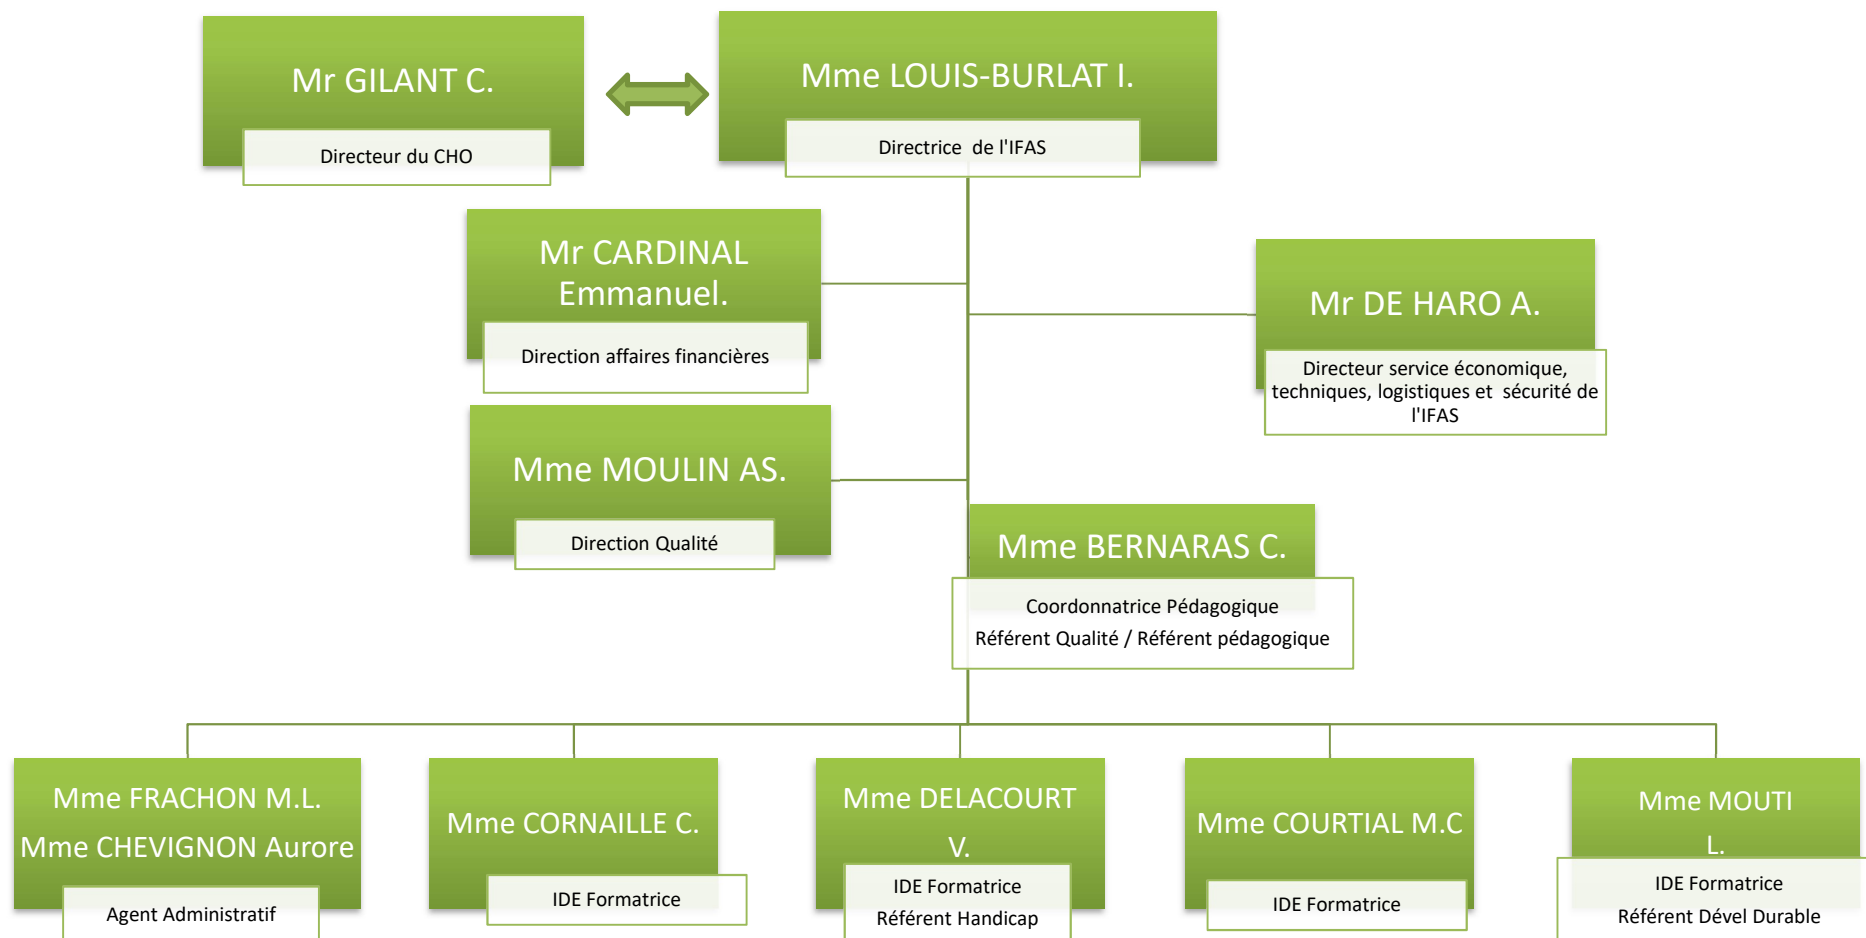 Mr GILANT C.
Directeur du CHO
Mme LOUIS-BURLAT I.
Directrice de l'IFAS
Mr CARDINAL
Emmanuel.
Direction affaires financières
Mr DE HARO A.
Directeur service économique,
techniques, logistiques et sécurité de
l'IFAS
Mme MOULIN AS.
Direction Qualité
Mme BERNARAS C.
Coordonnatrice Pédagogique
Référent Qualité / Référent pédagogique
Mme FRACHON M.L.
Mme CHEVIGNON Aurore
Agent Administratif
Mme CORNAILLE C.
IDE Formatrice
Mme DELACOURT
V.
IDE Formatrice
Référent Handicap
Mme COURTIAL M.C
IDE Formatrice
Mme MOUTI
L.
IDE Formatrice
Référent Dével Durable